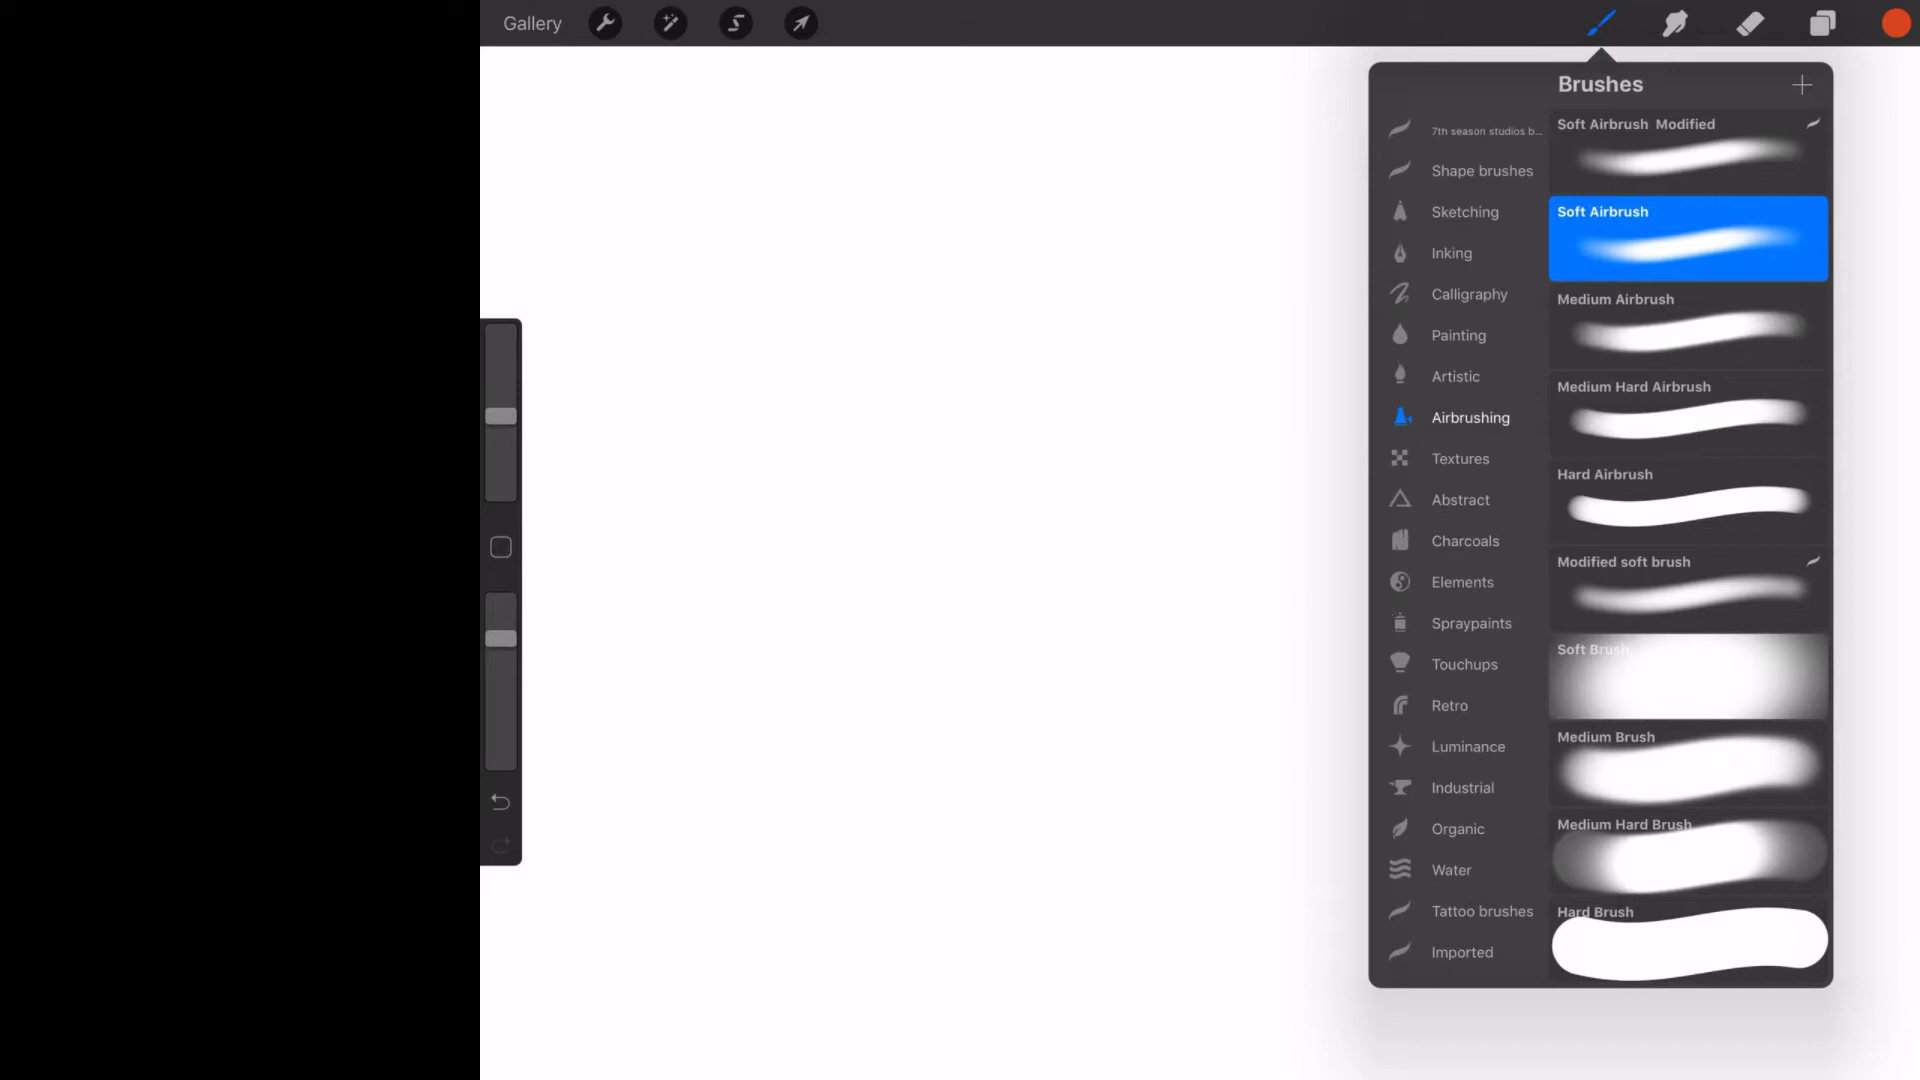 Gallery
Brushes
7th season studios b...
Shape brushes
Sketching
Inking
Calligraphy
Painting
Artistic
Airbrushing
Textures
Abstract
Charcoals
Elements
Spraypaints
Touchups
Retro
Luminance
Industrial
Organic
Water
Tattoo brushes
Imported
Soft Airbrush Modified
Soft Airbrush
Medium Airbrush
Medium Hard Airbrush
Hard Airbrush
Modified soft brush
Soft Brush
Medium Brush
Medium Hard Brush
Hard Brush